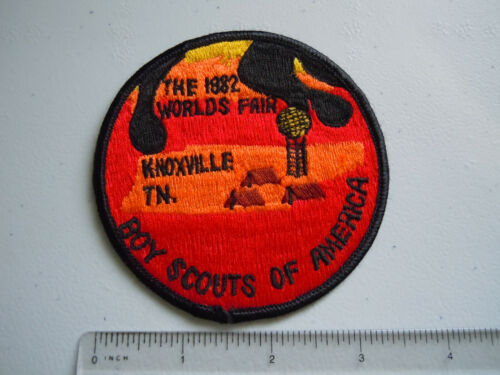 THE 1982
WORLDS FAIR
KNOXVILLE
TN.
BOY SCOUTS OF AMERICA
0 INCH 1 2 3 4